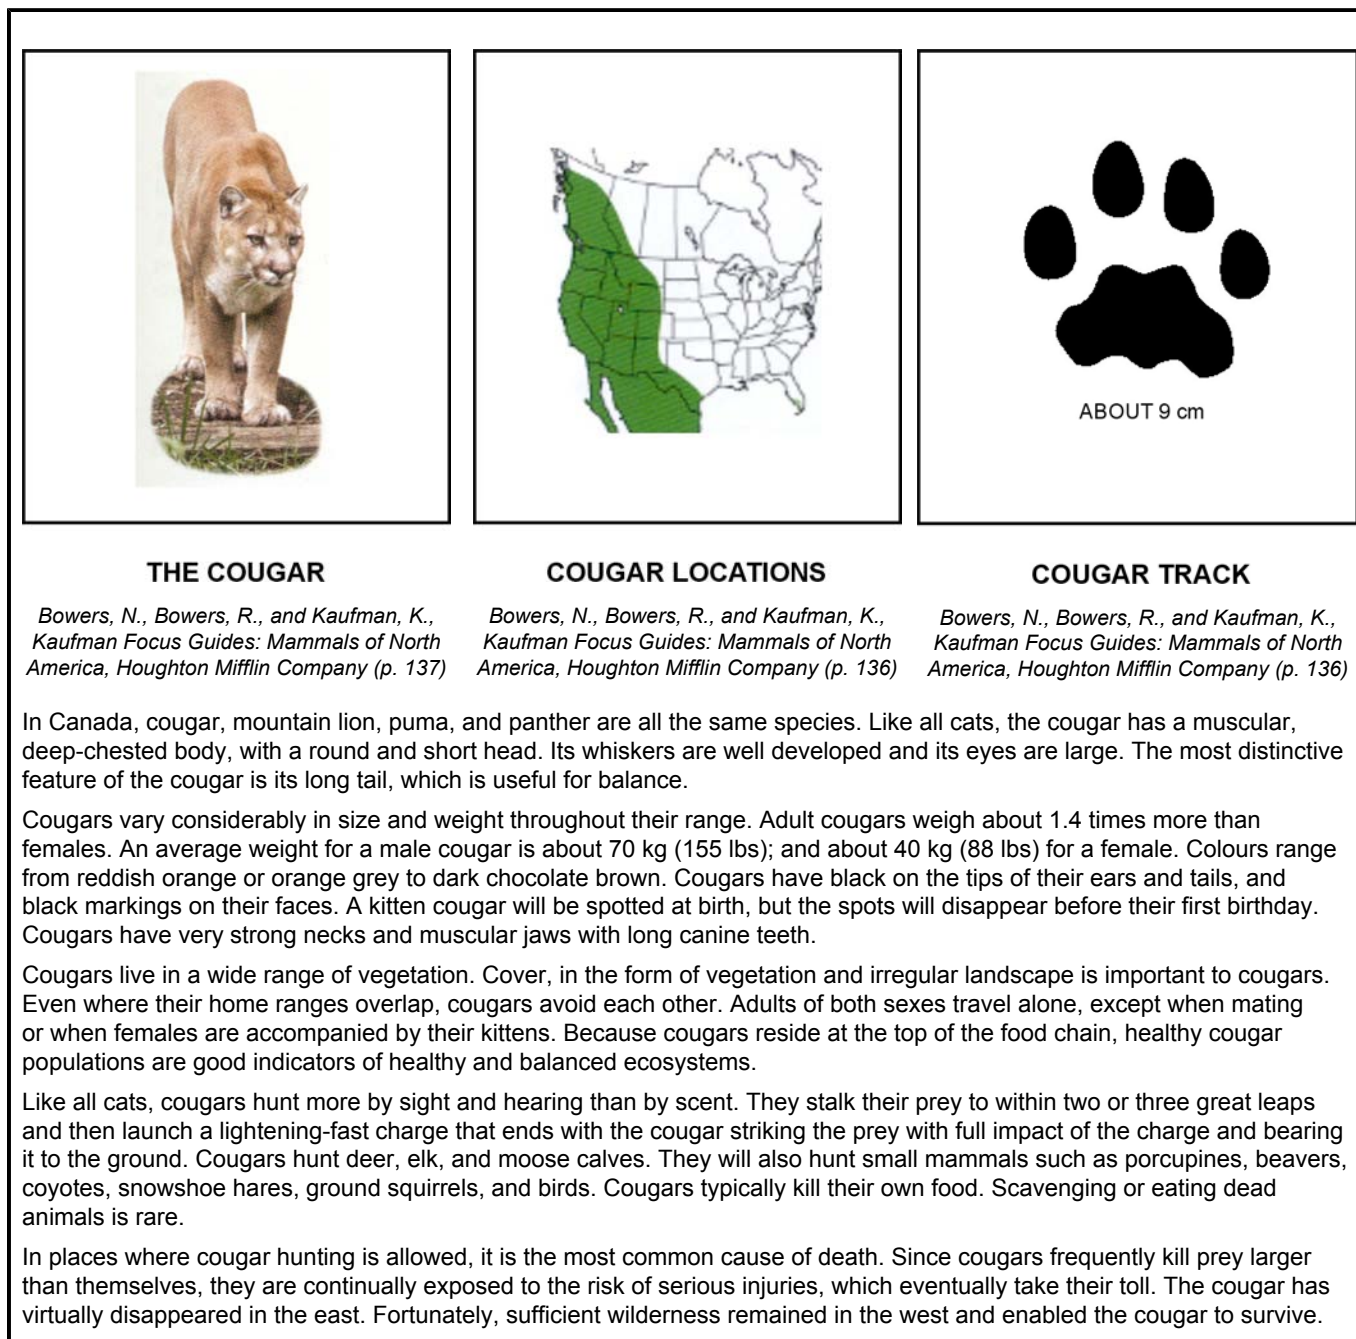 ABOUT 9 cm
THE COUGAR
Bowers, N., Bowers, R., and Kaufman, K.,
Kaufman Focus Guides: Mammals of North
America, Houghton Mifflin Company (p. 137)
COUGAR LOCATIONS
Bowers, N., Bowers, R., and Kaufman, K.,
Kaufman Focus Guides: Mammals of North
America, Houghton Mifflin Company (p. 136)
COUGAR TRACK
Bowers, N., Bowers, R., and Kaufman, K.,
Kaufman Focus Guides: Mammals of North
America, Houghton Mifflin Company (p. 136)
In Canada, cougar, mountain lion, puma, and panther are all the same species. Like all cats, the cougar has a muscular,
deep-chested body, with a round and short head. Its whiskers are well developed and its eyes are large. The most distinctive
feature of the cougar is its long tail, which is useful for balance.
Cougars vary considerably in size and weight throughout their range. Adult cougars weigh about 1.4 times more than
females. An average weight for a male cougar is about 70 kg (155 lbs); and about 40 kg (88 lbs) for a female. Colours range
from reddish orange or orange grey to dark chocolate brown. Cougars have black on the tips of their ears and tails, and
black markings on their faces. A kitten cougar will be spotted at birth, but the spots will disappear before their first birthday.
Cougars have very strong necks and muscular jaws with long canine teeth.
Cougars live in a wide range of vegetation. Cover, in the form of vegetation and irregular landscape is important to cougars.
Even where their home ranges overlap, cougars avoid each other. Adults of both sexes travel alone, except when mating
or when females are accompanied by their kittens. Because cougars reside at the top of the food chain, healthy cougar
populations are good indicators of healthy and balanced ecosystems.
Like all cats, cougars hunt more by sight and hearing than by scent. They stalk their prey to within two or three great leaps
and then launch a lightening-fast charge that ends with the cougar striking the prey with full impact of the charge and bearing
it to the ground. Cougars hunt deer, elk, and moose calves. They will also hunt small mammals such as porcupines, beavers,
coyotes, snowshoe hares, ground squirrels, and birds. Cougars typically kill their own food. Scavenging or eating dead
animals is rare.
In places where cougar hunting is allowed, it is the most common cause of death. Since cougars frequently kill prey larger
than themselves, they are continually exposed to the risk of serious injuries, which eventually take their toll. The cougar has
virtually disappeared in the east. Fortunately, sufficient wilderness remained in the west and enabled the cougar to survive.